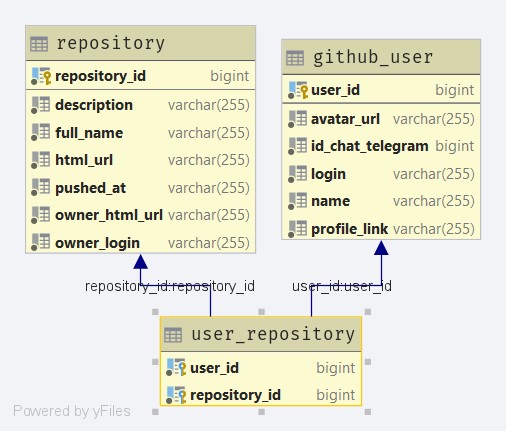 repository
repository_id bigint
description varchar(255)
full_name varchar(255)
html_url varchar(255)
pushed_at varchar(255)
owner_html_url varchar(255)
owner_login varchar(255)
github_user
user_id bigint
avatar_url varchar(255)
id_chat_telegram bigint
login varchar(255)
name varchar(255)
profile_link varchar(255)
repository_id:repository_id
user_id:user_id
user_repository
user_id bigint
repository_id bigint
Powered by yFiles